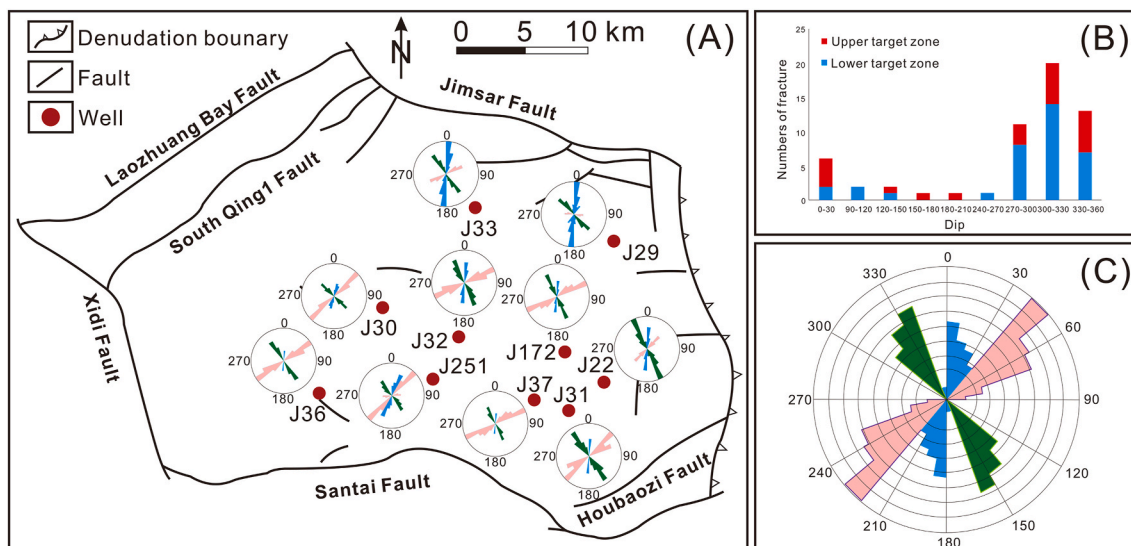 Denudation bounary
Fault
Well
N
0 5 10 km
(A)
Laozhuang Bay Fault
South Qing1 Fault
Jimsar Fault
Xidi Fault
Santai Fault
Houbaozi Fault
0
270 90
180
J33
0
270 90
180
J29
0
270 90
180
J30
0
270 90
180
J32
0
270 90
180
J172
0
270 90
180
J36
0
270 90
180
J251
0
270 90
180
J22
0
90
180
J37
0
270 90
180
J31
(B)
Upper target zone
Lower target zone
Numbers of fracture
25
20
15
10
5
0
0-30 90-120 120-150 150-180 180-210 240-270 270-300 300-330 330-360
Dip
(C)
0
330 30
300 60
270 90
240 120
210 150
180